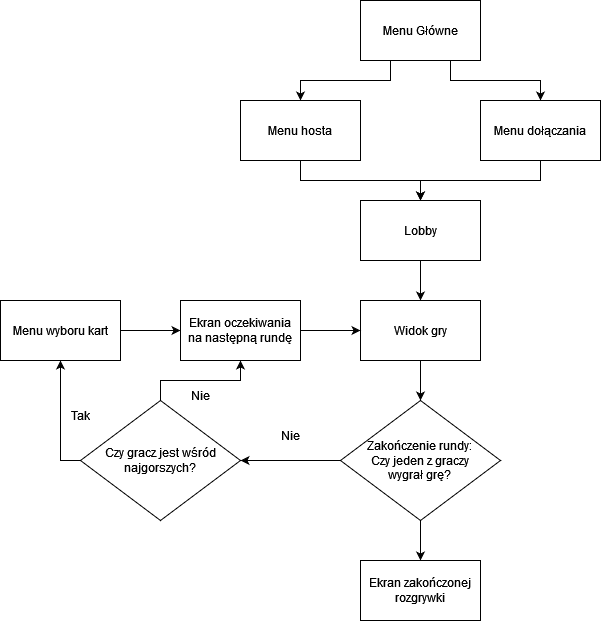 Menu Główne
Menu hosta
Menu dołączania
Lobby
Menu wyboru kart
Ekran oczekiwania
na następną rundę
Widok gry
Nie
Tak
Czy gracz jest wśród
najgorszych?
Nie
Zakończenie rundy:
Czy jeden z graczy
wygrał grę?
Ekran zakończonej
rozgrywki